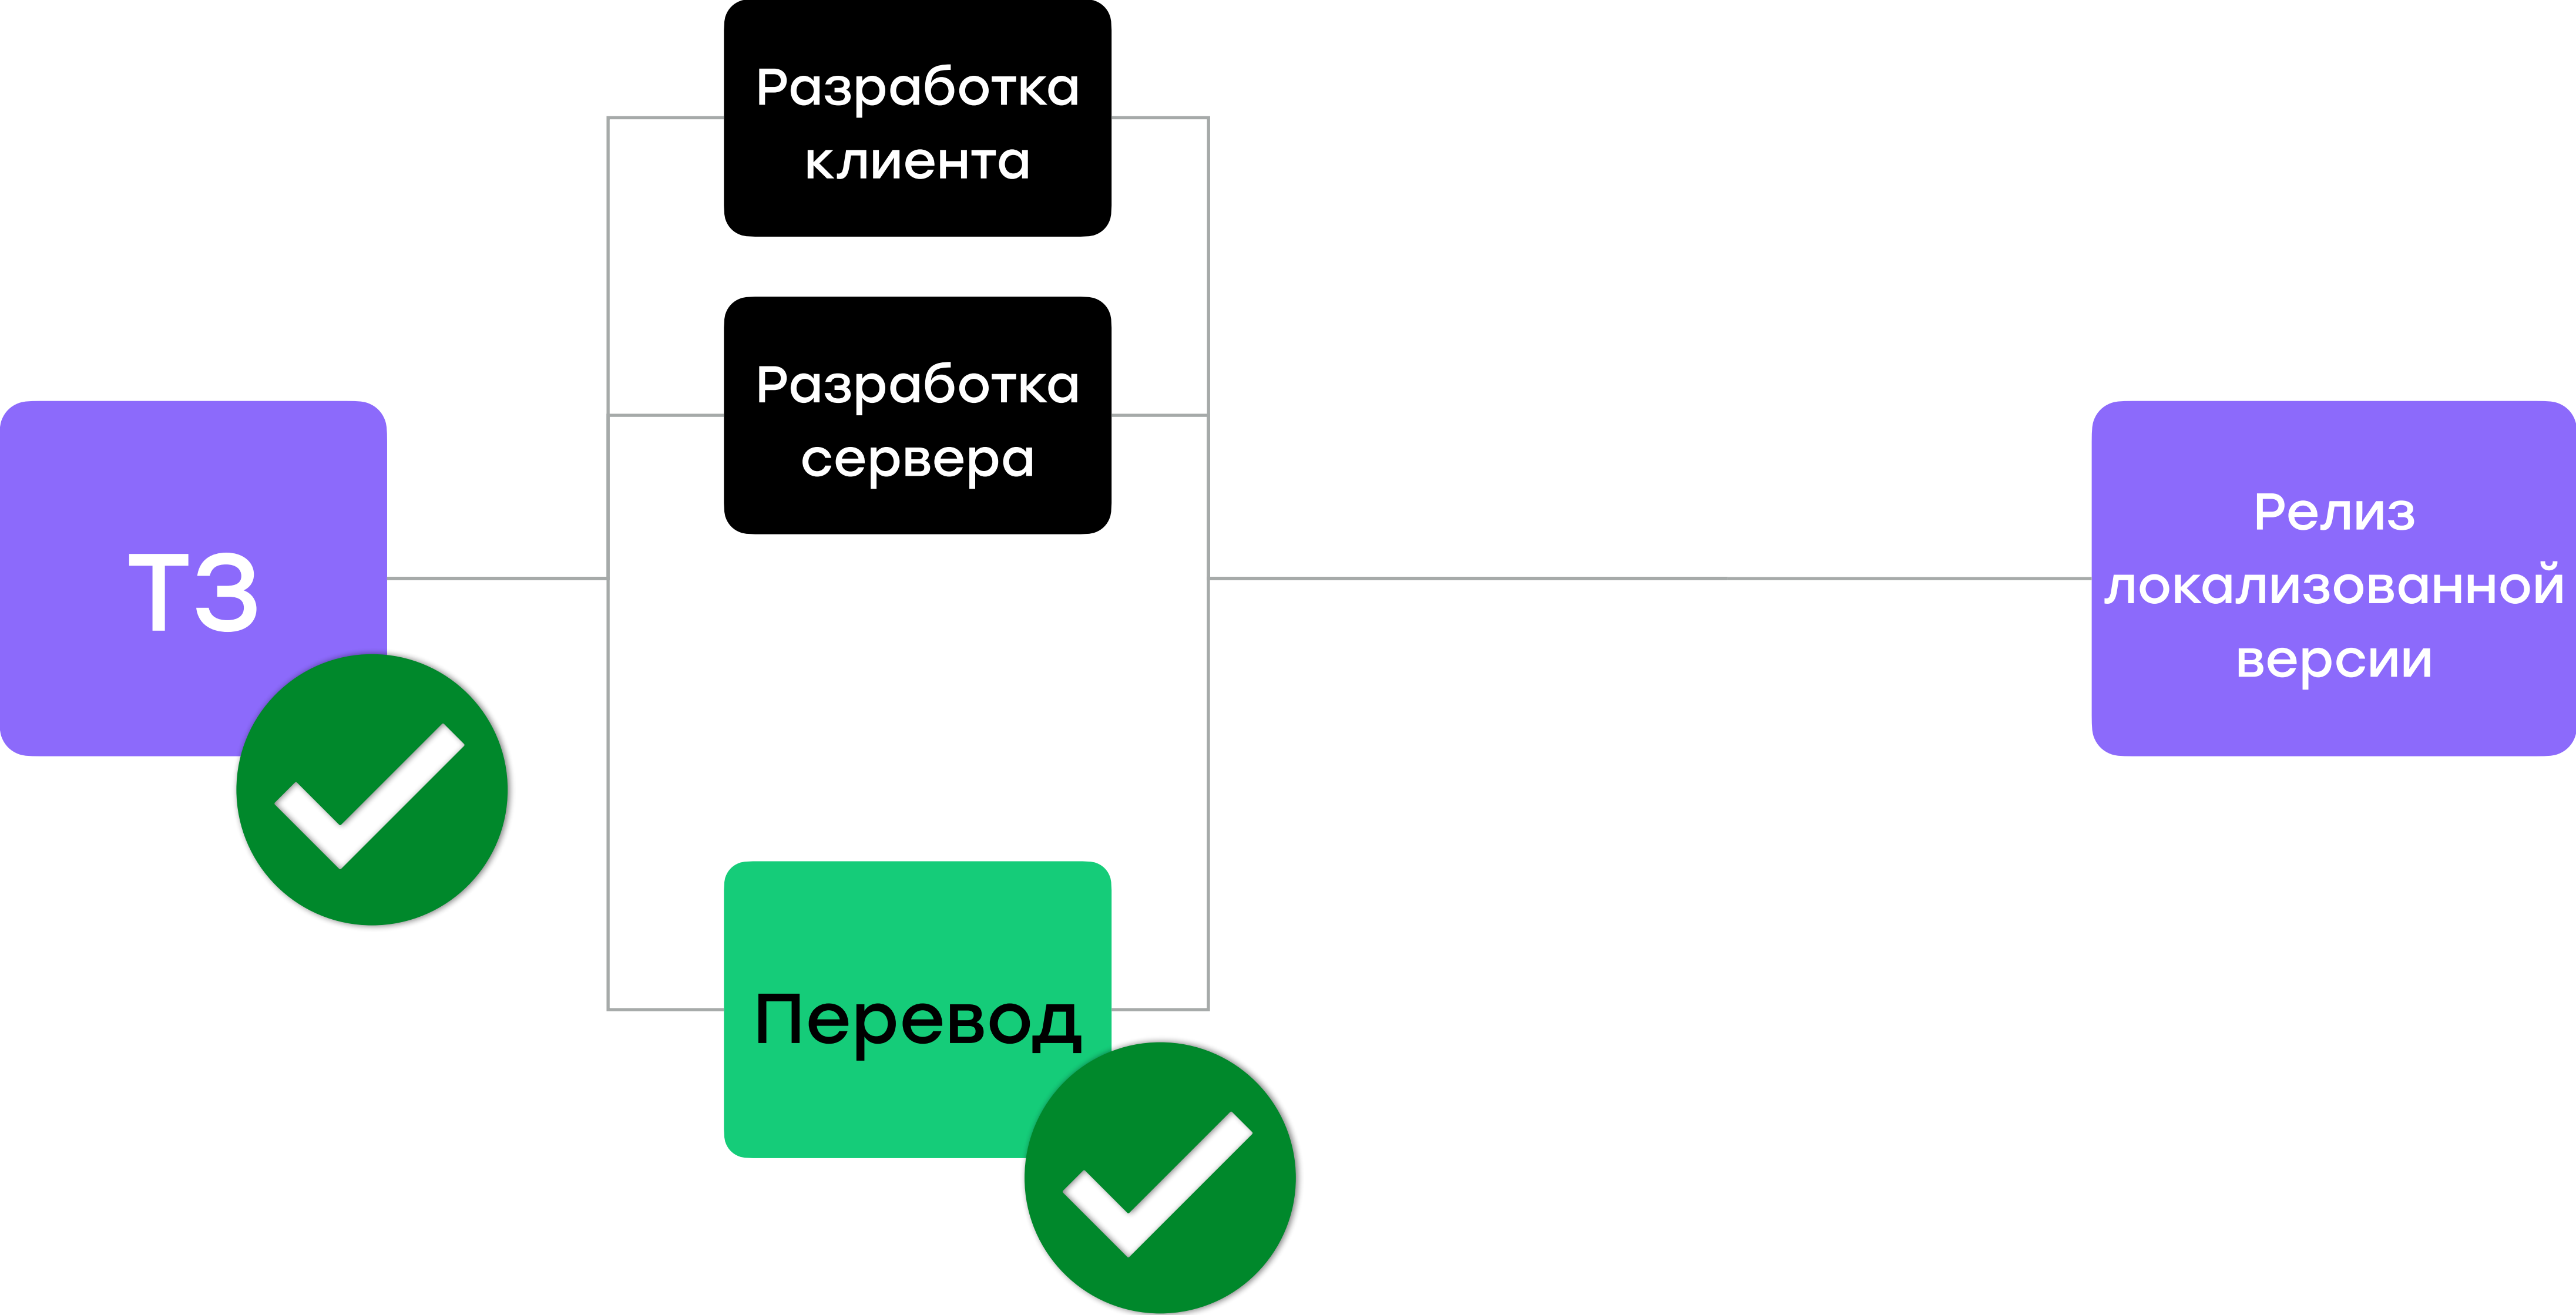 ТЗ
Разработка
клиента
Разработка
сервера
Перевод
Релиз
локализованной
версии